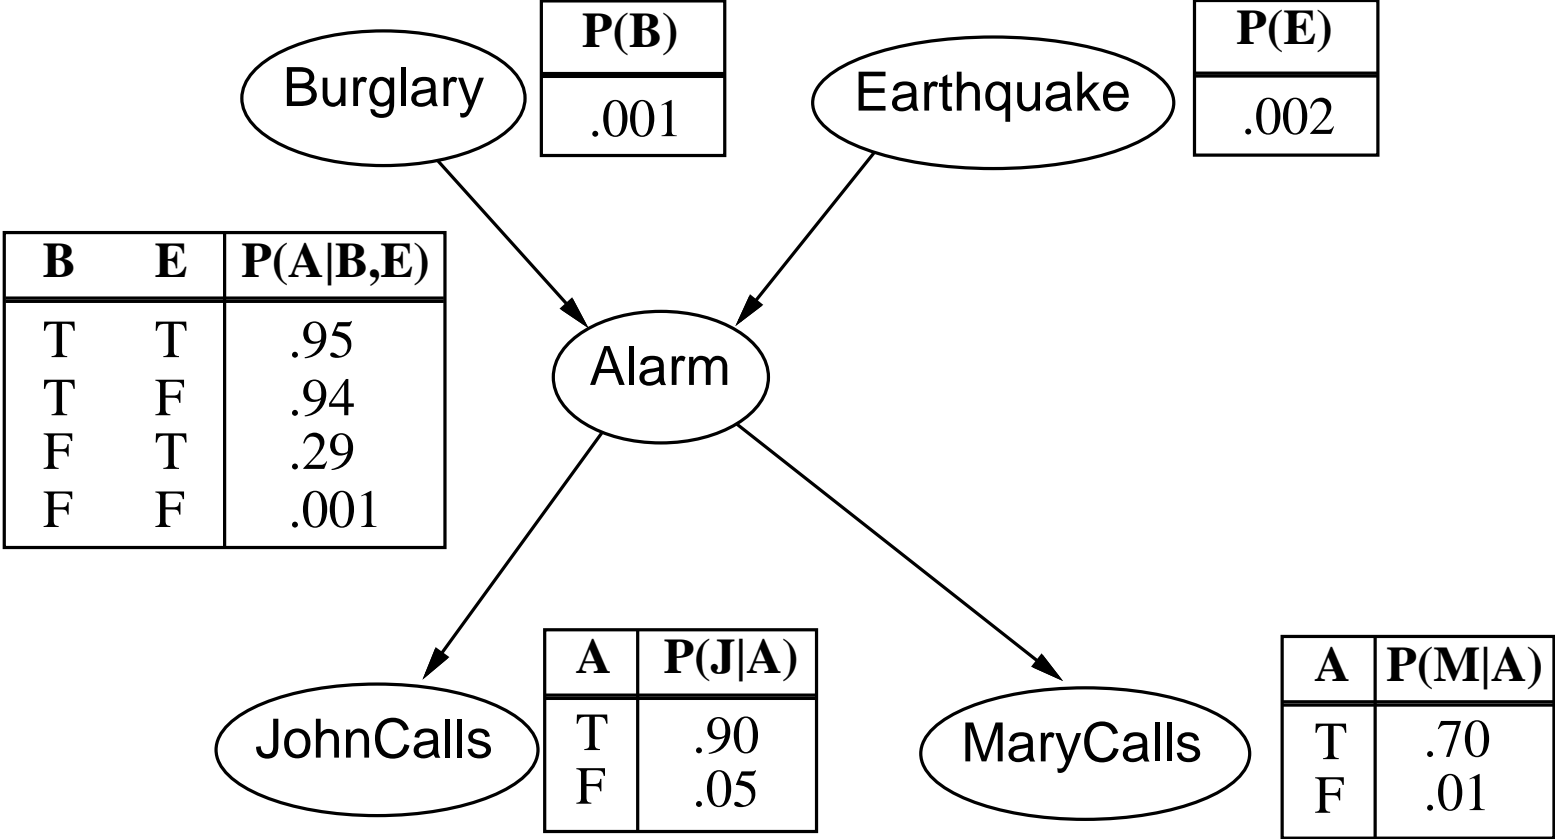 Burglary
P(B)
.001
Earthquake
P(E)
.002
B E P(A|B,E)
T T .95
T F .94
F T .29
F F .001
Alarm
JohnCalls
A P(J|A)
T .90
F .05
MaryCalls
A P(M|A)
T .70
F .01